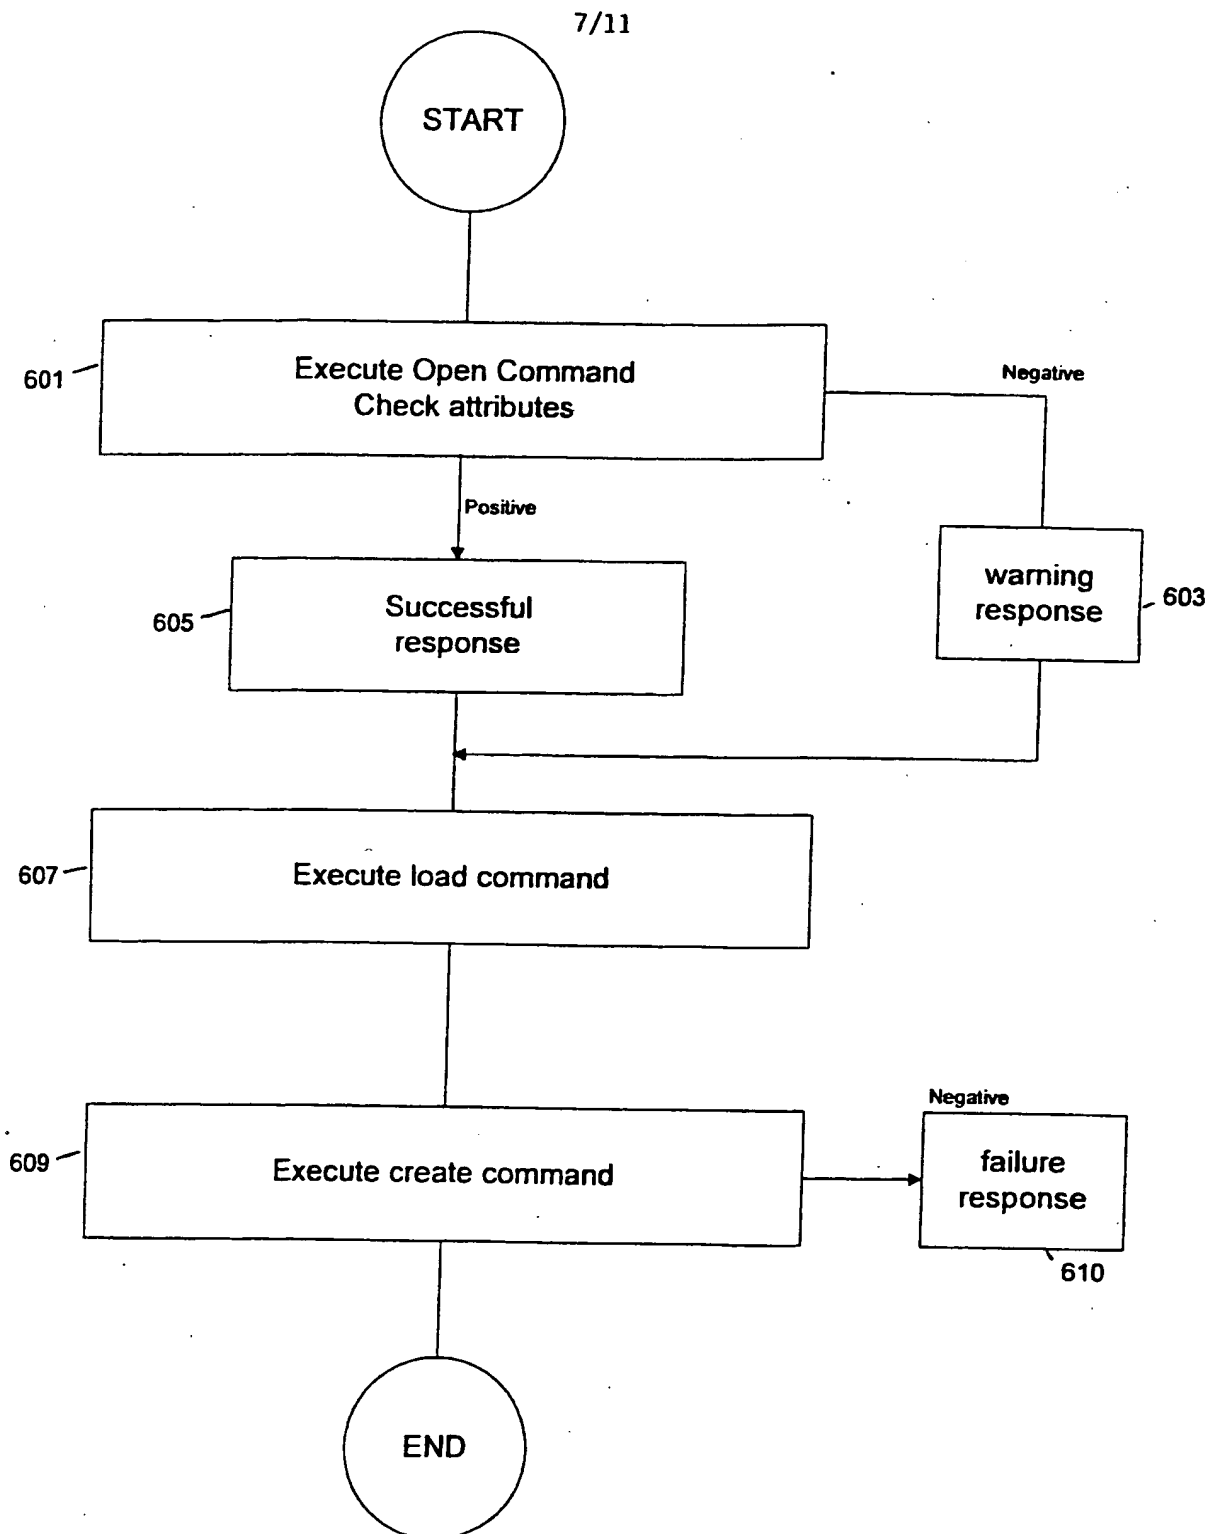 7/11
START
601
Execute Open Command
Check attributes
Negative
Positive
605
Successful
response
warning
response
603
607
Execute load command
609
Execute create command
Negative
failure
response
610
END